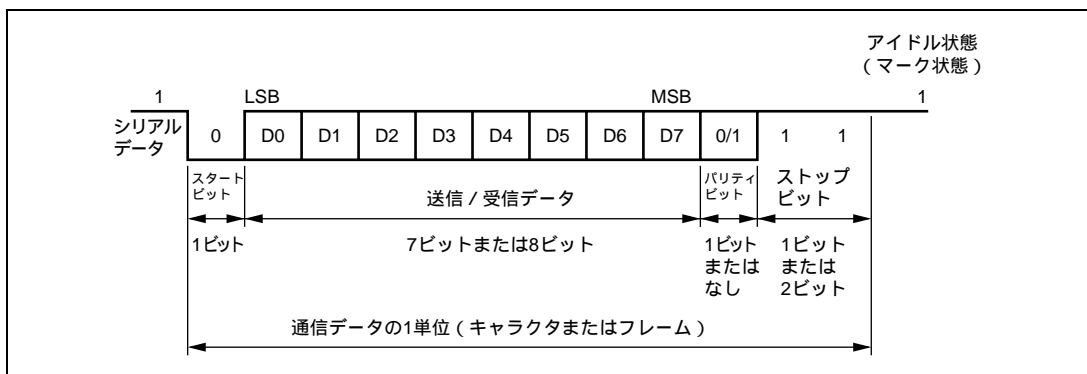 アイドル状態
（マーク状態）
1 LSB MSB 1
シリアル
データ
0 D0 D1 D2 D3 D4 D5 D6 D7 0/1 1 1
スタート
ビット
送信 / 受信データ
パリティ
ビット
ストップ
ビット
1ビット
7ビットまたは8ビット
1ビット
または
なし
1ビット
または
2ビット
通信データの1単位（キャラクタまたはフレーム）